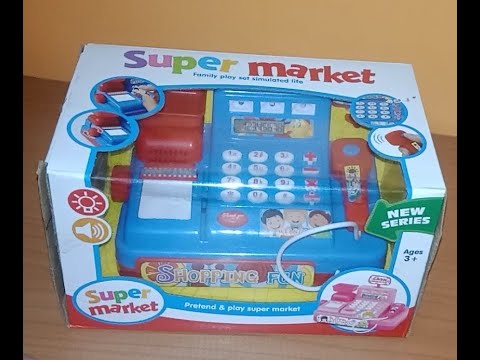 Super market
Family play set simulated life
SHOPPING FUN
NEW
SERIES
Ages
3+
Super
market
Pretend & play super market